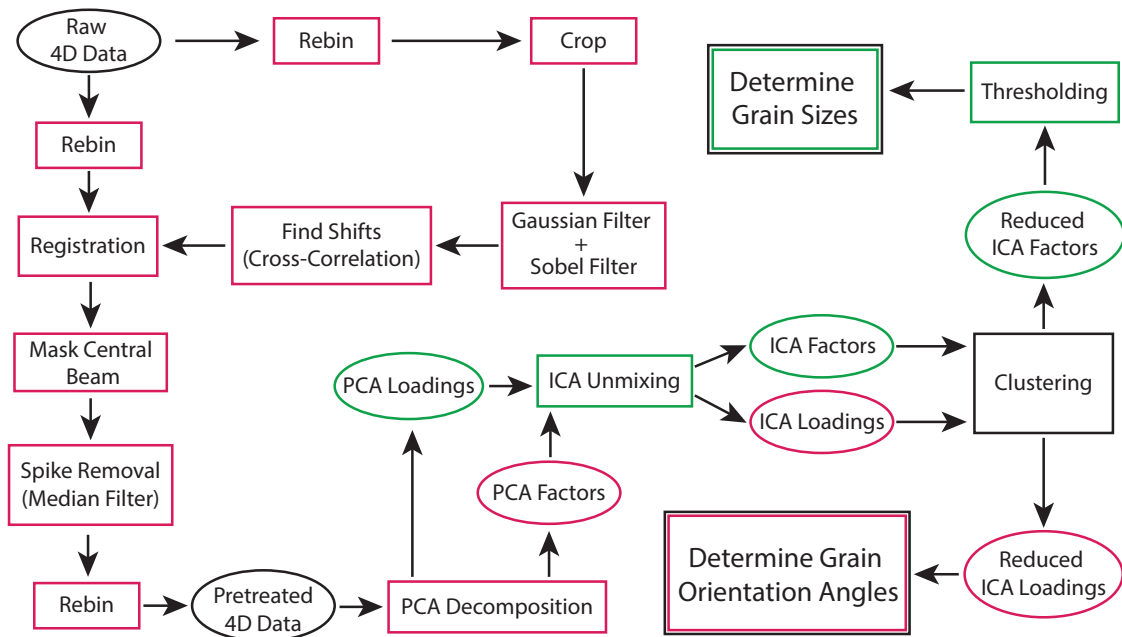 Raw
4D Data
Rebin
Crop
Determine
Grain Sizes
Thresholding
Rebin
Registration
Find Shifts
(Cross-Correlation)
Gaussian Filter
+
Sobel Filter
Reduced
ICA Factors
Mask Central
Beam
PCA Loadings
ICA Unmixing
ICA Factors
ICA Loadings
Clustering
Spike Removal
(Median Filter)
PCA Factors
Determine Grain
Orientation Angles
Reduced
ICA Loadings
Rebin
Pretreated
4D Data
PCA Decomposition